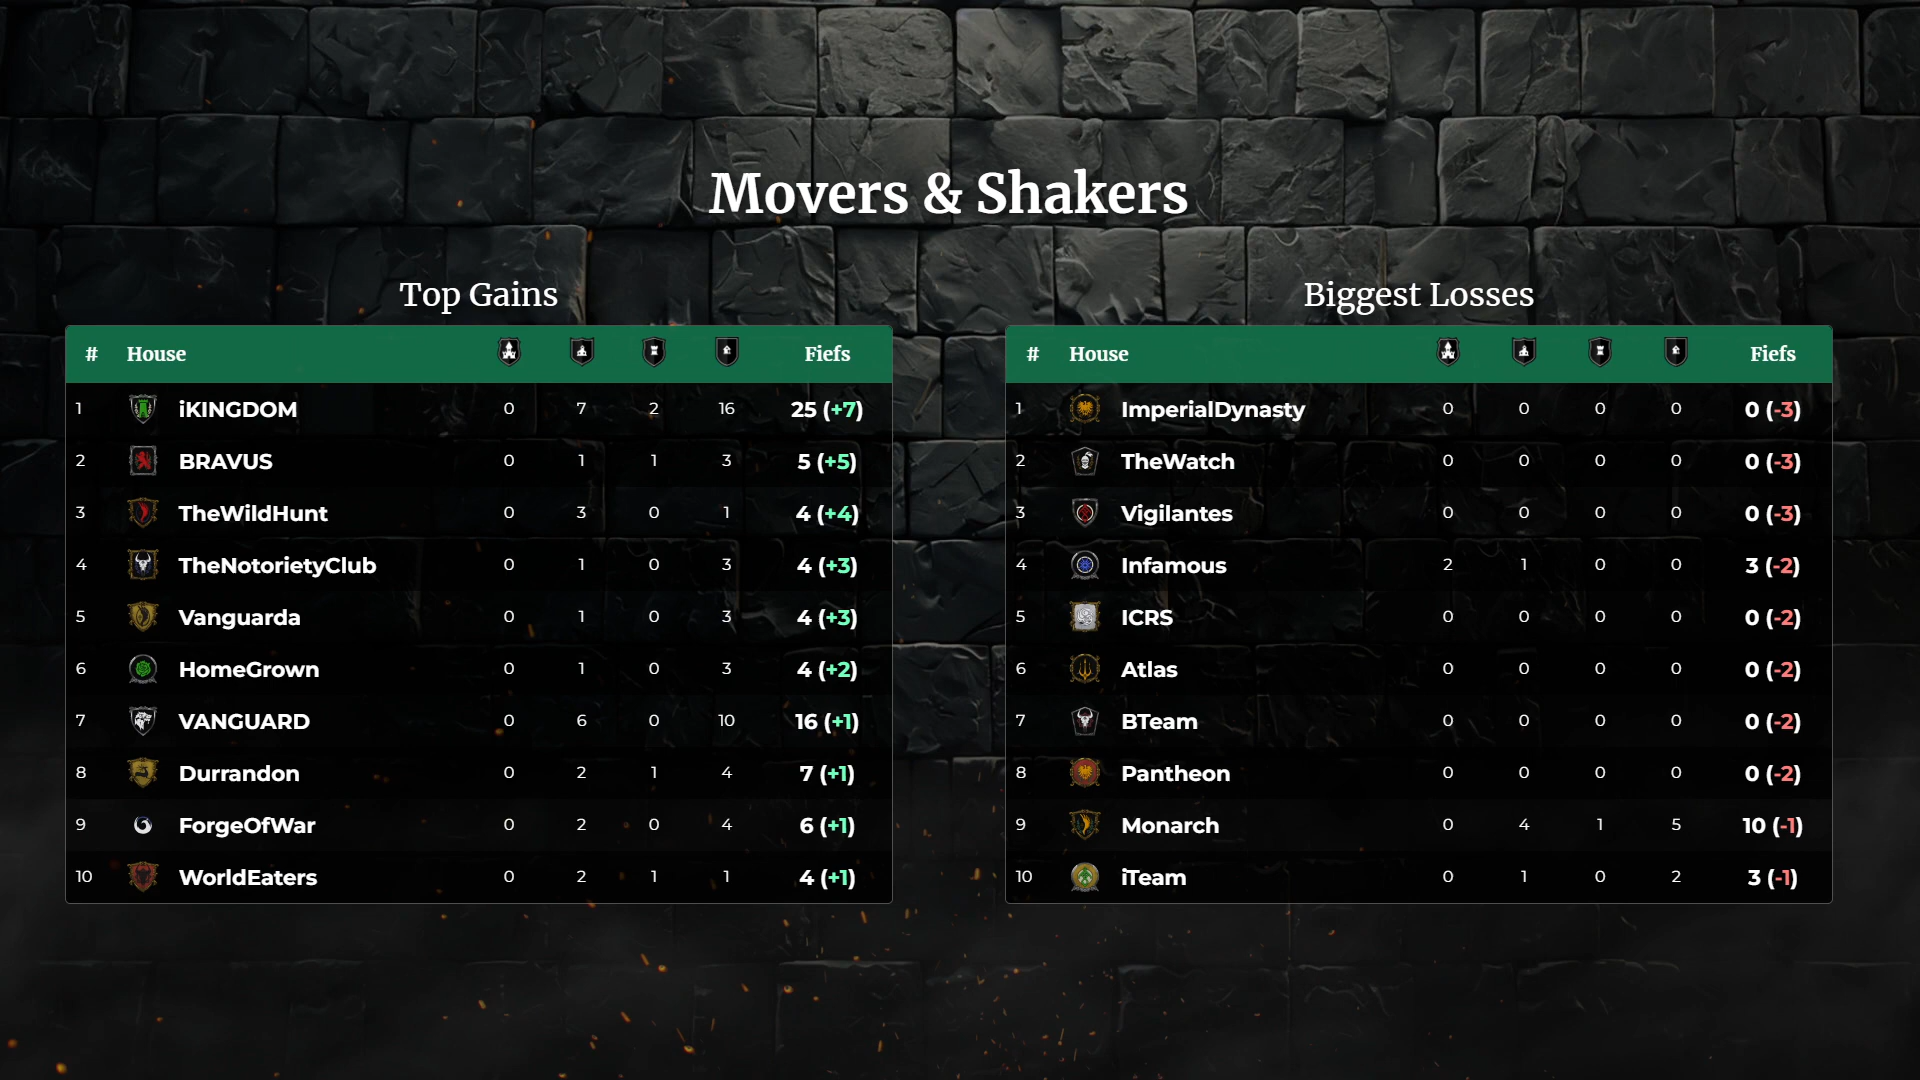 Movers & Shakers
Top Gains
# House Fiefs
1 iKINGDOM 0 7 2 16 25 (+7)
2 BRAVUS 0 1 1 3 5 (+5)
3 TheWildHunt 0 3 0 1 4 (+4)
4 TheNotorietyClub 0 1 0 3 4 (+3)
5 Vanguarda 0 1 0 3 4 (+3)
6 HomeGrown 0 1 0 3 4 (+2)
7 VANGUARD 0 6 0 10 16 (+1)
8 Durrandon 0 2 1 4 7 (+1)
9 ForgeOfWar 0 2 0 4 6 (+1)
10 WorldEaters 0 2 1 1 4 (+1)
Biggest Losses
# House Fiefs
1 ImperialDynasty 0 0 0 0 0 (-3)
2 TheWatch 0 0 0 0 0 (-3)
3 Vigilantes 0 0 0 0 0 (-3)
4 Infamous 2 1 0 0 3 (-2)
5 ICRS 0 0 0 0 0 (-2)
6 Atlas 0 0 0 0 0 (-2)
7 BTeam 0 0 0 0 0 (-2)
8 Pantheon 0 0 0 0 0 (-2)
9 Monarch 0 4 1 5 10 (-1)
10 iTeam 0 1 0 2 3 (-1)